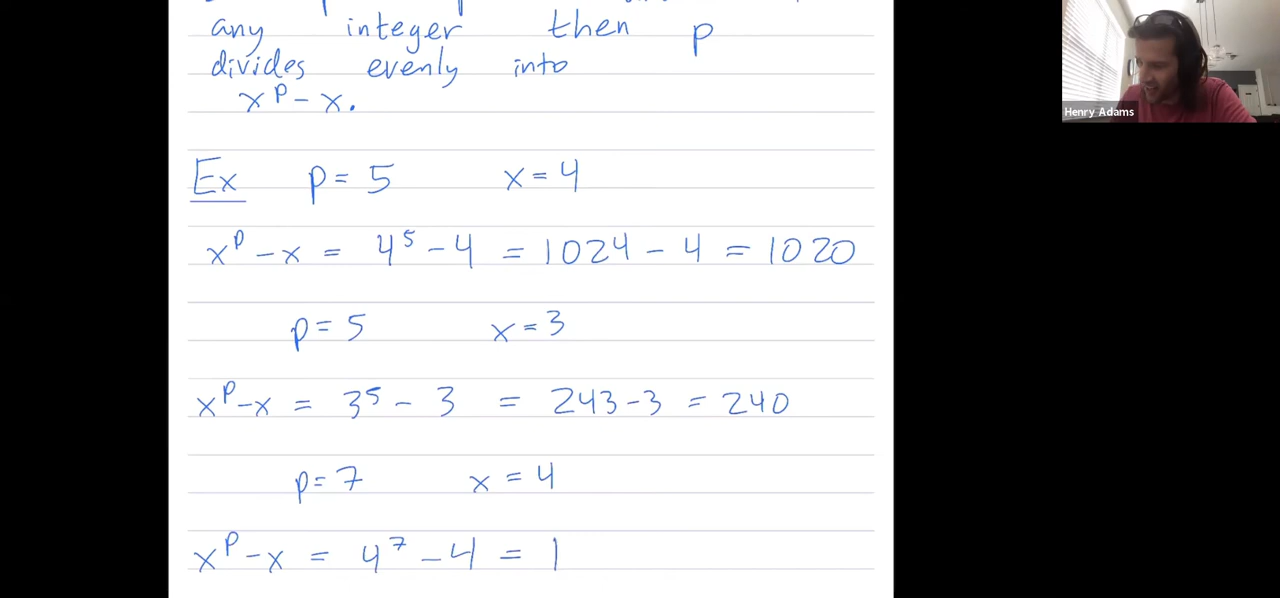 any integer then p
divides evenly into
x^p - x.
Ex p = 5 x = 4
x^p - x = 4^5 - 4 = 1024 - 4 = 1020
p = 5 x = 3
x^p - x = 3^5 - 3 = 243 - 3 = 240
p = 7 x = 4
x^p - x = 4^7 - 4 = 1
Henry Adams